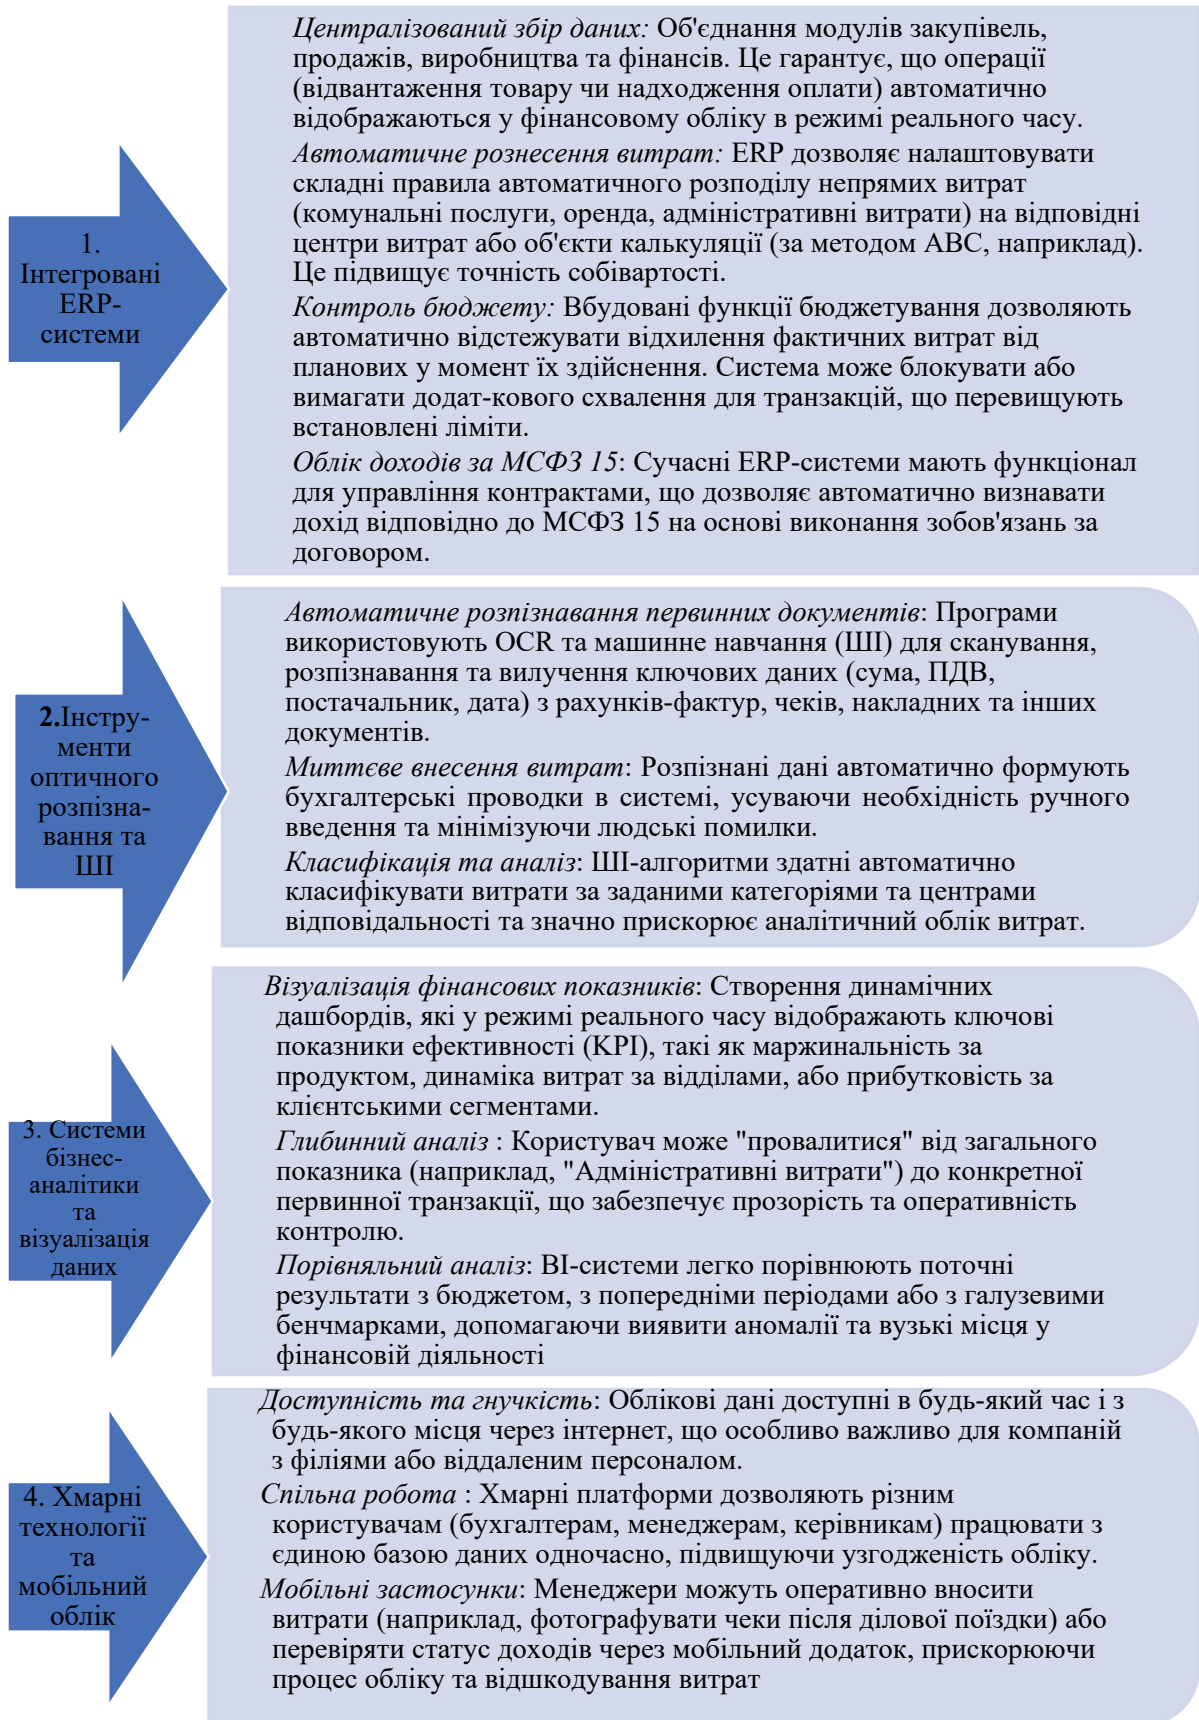 1.
Інтегровані
ERP-
системи
Централізований збір даних: Об'єднання модулів закупівель,
продажів, виробництва та фінансів. Це гарантує, що операції
(відвантаження товару чи надходження оплати) автоматично
відображаються у фінансовому обліку в режимі реального часу.
Автоматичне рознесення витрат: ERP дозволяє налаштовувати
складні правила автоматичного розподілу непрямих витрат
(комунальні послуги, оренда, адміністративні витрати) на відповідні
центри витрат або об'єкти калькуляції (за методом ABC, наприклад).
Це підвищує точність собівартості.
Контроль бюджету: Вбудовані функції бюджетування дозволяють
автоматично відстежувати відхилення фактичних витрат від
планових у момент їх здійснення. Система може блокувати або
вимагати додат-кового схвалення для транзакцій, що перевищують
встановлені ліміти.
Облік доходів за МСФЗ 15: Сучасні ERP-системи мають функціонал
для управління контрактами, що дозволяє автоматично визнавати
дохід відповідно до МСФЗ 15 на основі виконання зобов'язань за
договором.
2.Інстру-
менти
оптичного
розпізна-
вання та
ШІ
Автоматичне розпізнавання первинних документів: Програми
використовують OCR та машинне навчання (ШІ) для сканування,
розпізнавання та вилучення ключових даних (сума, ПДВ,
постачальник, дата) з рахунків-фактур, чеків, накладних та інших
документів.
Миттєве внесення витрат: Розпізнані дані автоматично формують
бухгалтерські проводки в системі, усуваючи необхідність ручного
введення та мінімізуючи людські помилки.
Класифікація та аналіз: ШІ-алгоритми здатні автоматично
класифікувати витрати за заданими категоріями та центрами
відповідальності та значно прискорює аналітичний облік витрат.
3. Системи
бізнес-
аналітики
та
візуалізація
даних
Візуалізація фінансових показників: Створення динамічних
дашбордів, які у режимі реального часу відображають ключові
показники ефективності (KPI), такі як маржинальність за
продуктом, динаміка витрат за відділами, або прибутковість за
клієнтськими сегментами.
Глибинний аналіз : Користувач може "провалитися" від загального
показника (наприклад, "Адміністративні витрати") до конкретної
первинної транзакції, що забезпечує прозорість та оперативність
контролю.
Порівняльний аналіз: BI-системи легко порівнюють поточні
результати з бюджетом, з попередніми періодами або з галузевими
бенчмарками, допомагаючи виявити аномалії та вузькі місця у
фінансовій діяльності
4. Хмарні
технології
та
мобільний
облік
Доступність та гнучкість: Облікові дані доступні в будь-який час і з
будь-якого місця через інтернет, що особливо важливо для компаній
з філіями або віддаленим персоналом.
Спільна робота : Хмарні платформи дозволяють різним
користувачам (бухгалтерам, менеджерам, керівникам) працювати з
єдиною базою даних одночасно, підвищуючи узгодженість обліку.
Мобільні застосунки: Менеджери можуть оперативно вносити
витрати (наприклад, фотографувати чеки після ділової поїздки) або
перевіряти статус доходів через мобільний додаток, прискорюючи
процес обліку та відшкодування витрат